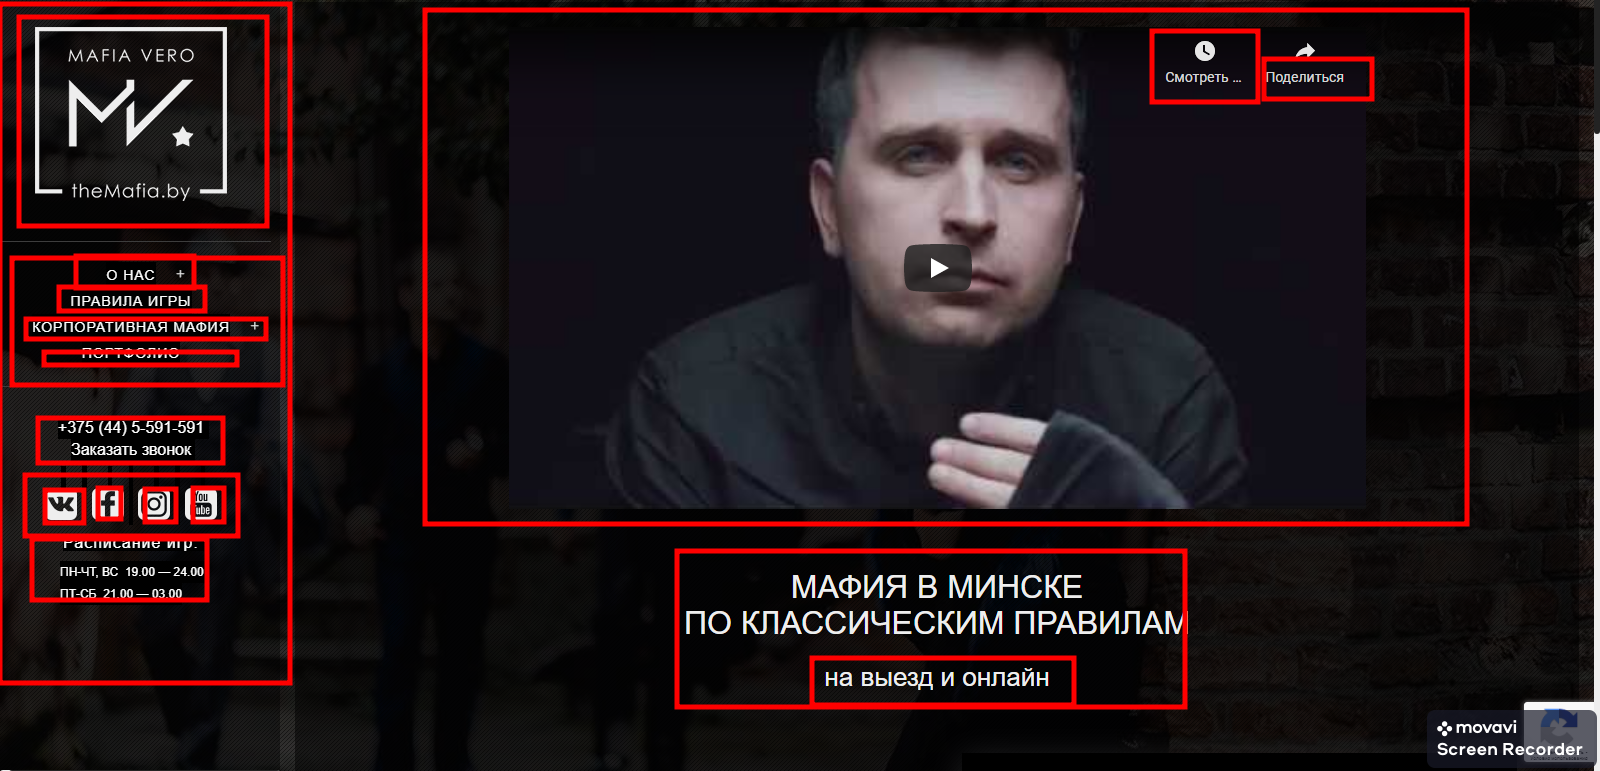 MAFIA VERO
theMafia.by
О НАС +
ПРАВИЛА ИГРЫ
КОРПОРАТИВНАЯ МАФИЯ +
ПОРТФОЛИО
+375 (44) 5-591-591
Заказать звонок
You
Tube
Расписание игр:
ПН-ЧТ, ВС 19.00 — 24.00
ПТ-СБ 21.00 — 03.00
Смотреть ...
Поделиться
МАФИЯ В МИНСКЕ
ПО КЛАССИЧЕСКИМ ПРАВИЛАМ
на выезд и онлайн
movavi
Screen Recorder